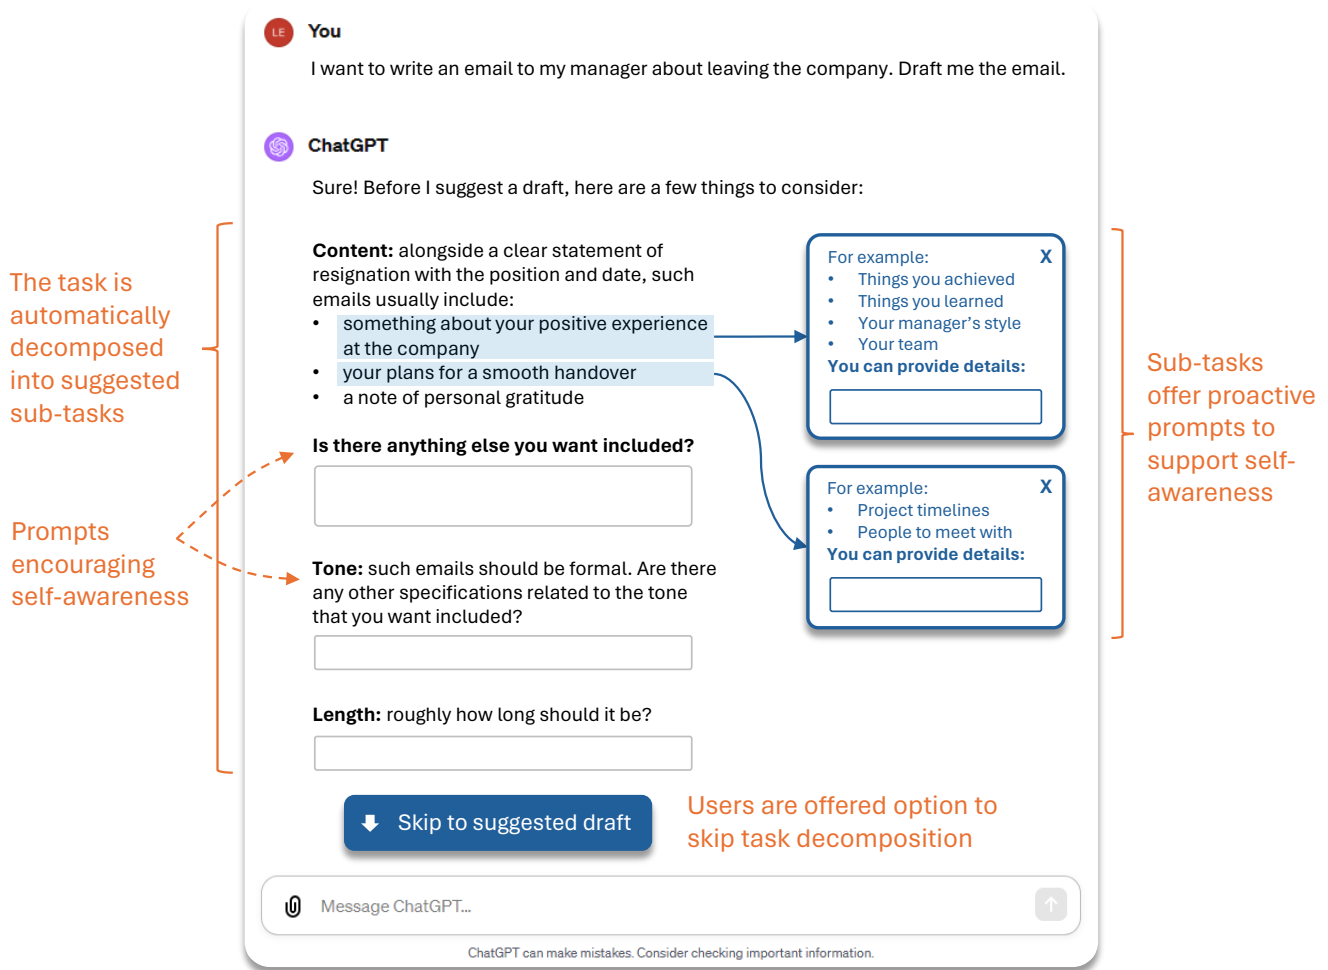 LE
You
I want to write an email to my manager about leaving the company. Draft me the email.
ChatGPT
Sure! Before I suggest a draft, here are a few things to consider:
Content: alongside a clear statement of
resignation with the position and date, such
emails usually include:
• something about your positive experience
at the company
• your plans for a smooth handover
• a note of personal gratitude
Is there anything else you want included?
Tone: such emails should be formal. Are there
any other specifications related to the tone
that you want included?
Length: roughly how long should it be?
Skip to suggested draft
For example:
X
• Things you achieved
• Things you learned
• Your manager's style
• Your team
You can provide details:
For example:
X
• Project timelines
• People to meet with
You can provide details:
The task is
automatically
decomposed
into suggested
sub-tasks
Prompts
encouraging
self-awareness
Sub-tasks
offer proactive
prompts to
support self-
awareness
Users are offered option to
skip task decomposition
Message ChatGPT...
ChatGPT can make mistakes. Consider checking important information.